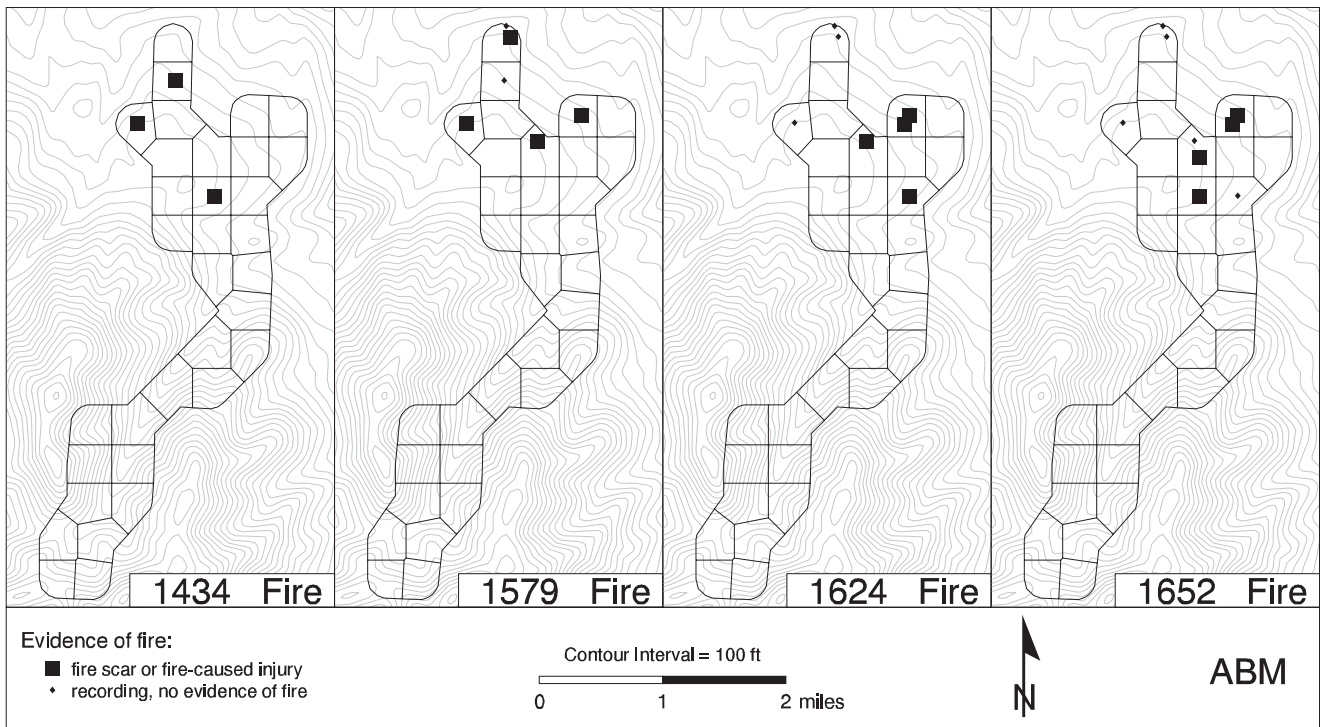 1434 Fire
1579 Fire
1624 Fire
1652 Fire
Evidence of fire:
fire scar or fire-caused injury
recording, no evidence of fire
Contour Interval = 100 ft
0 1 2 miles
N
ABM